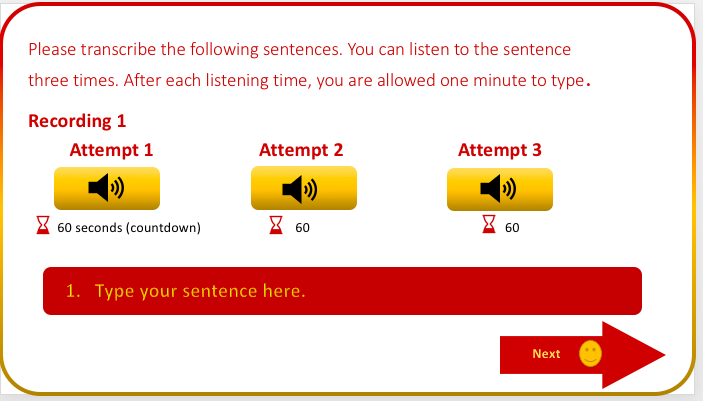 Please transcribe the following sentences. You can listen to the sentence
three times. After each listening time, you are allowed one minute to type.
Recording 1
Attempt 1 Attempt 2 Attempt 3
60 seconds (countdown) 60 60
1. Type your sentence here.
Next